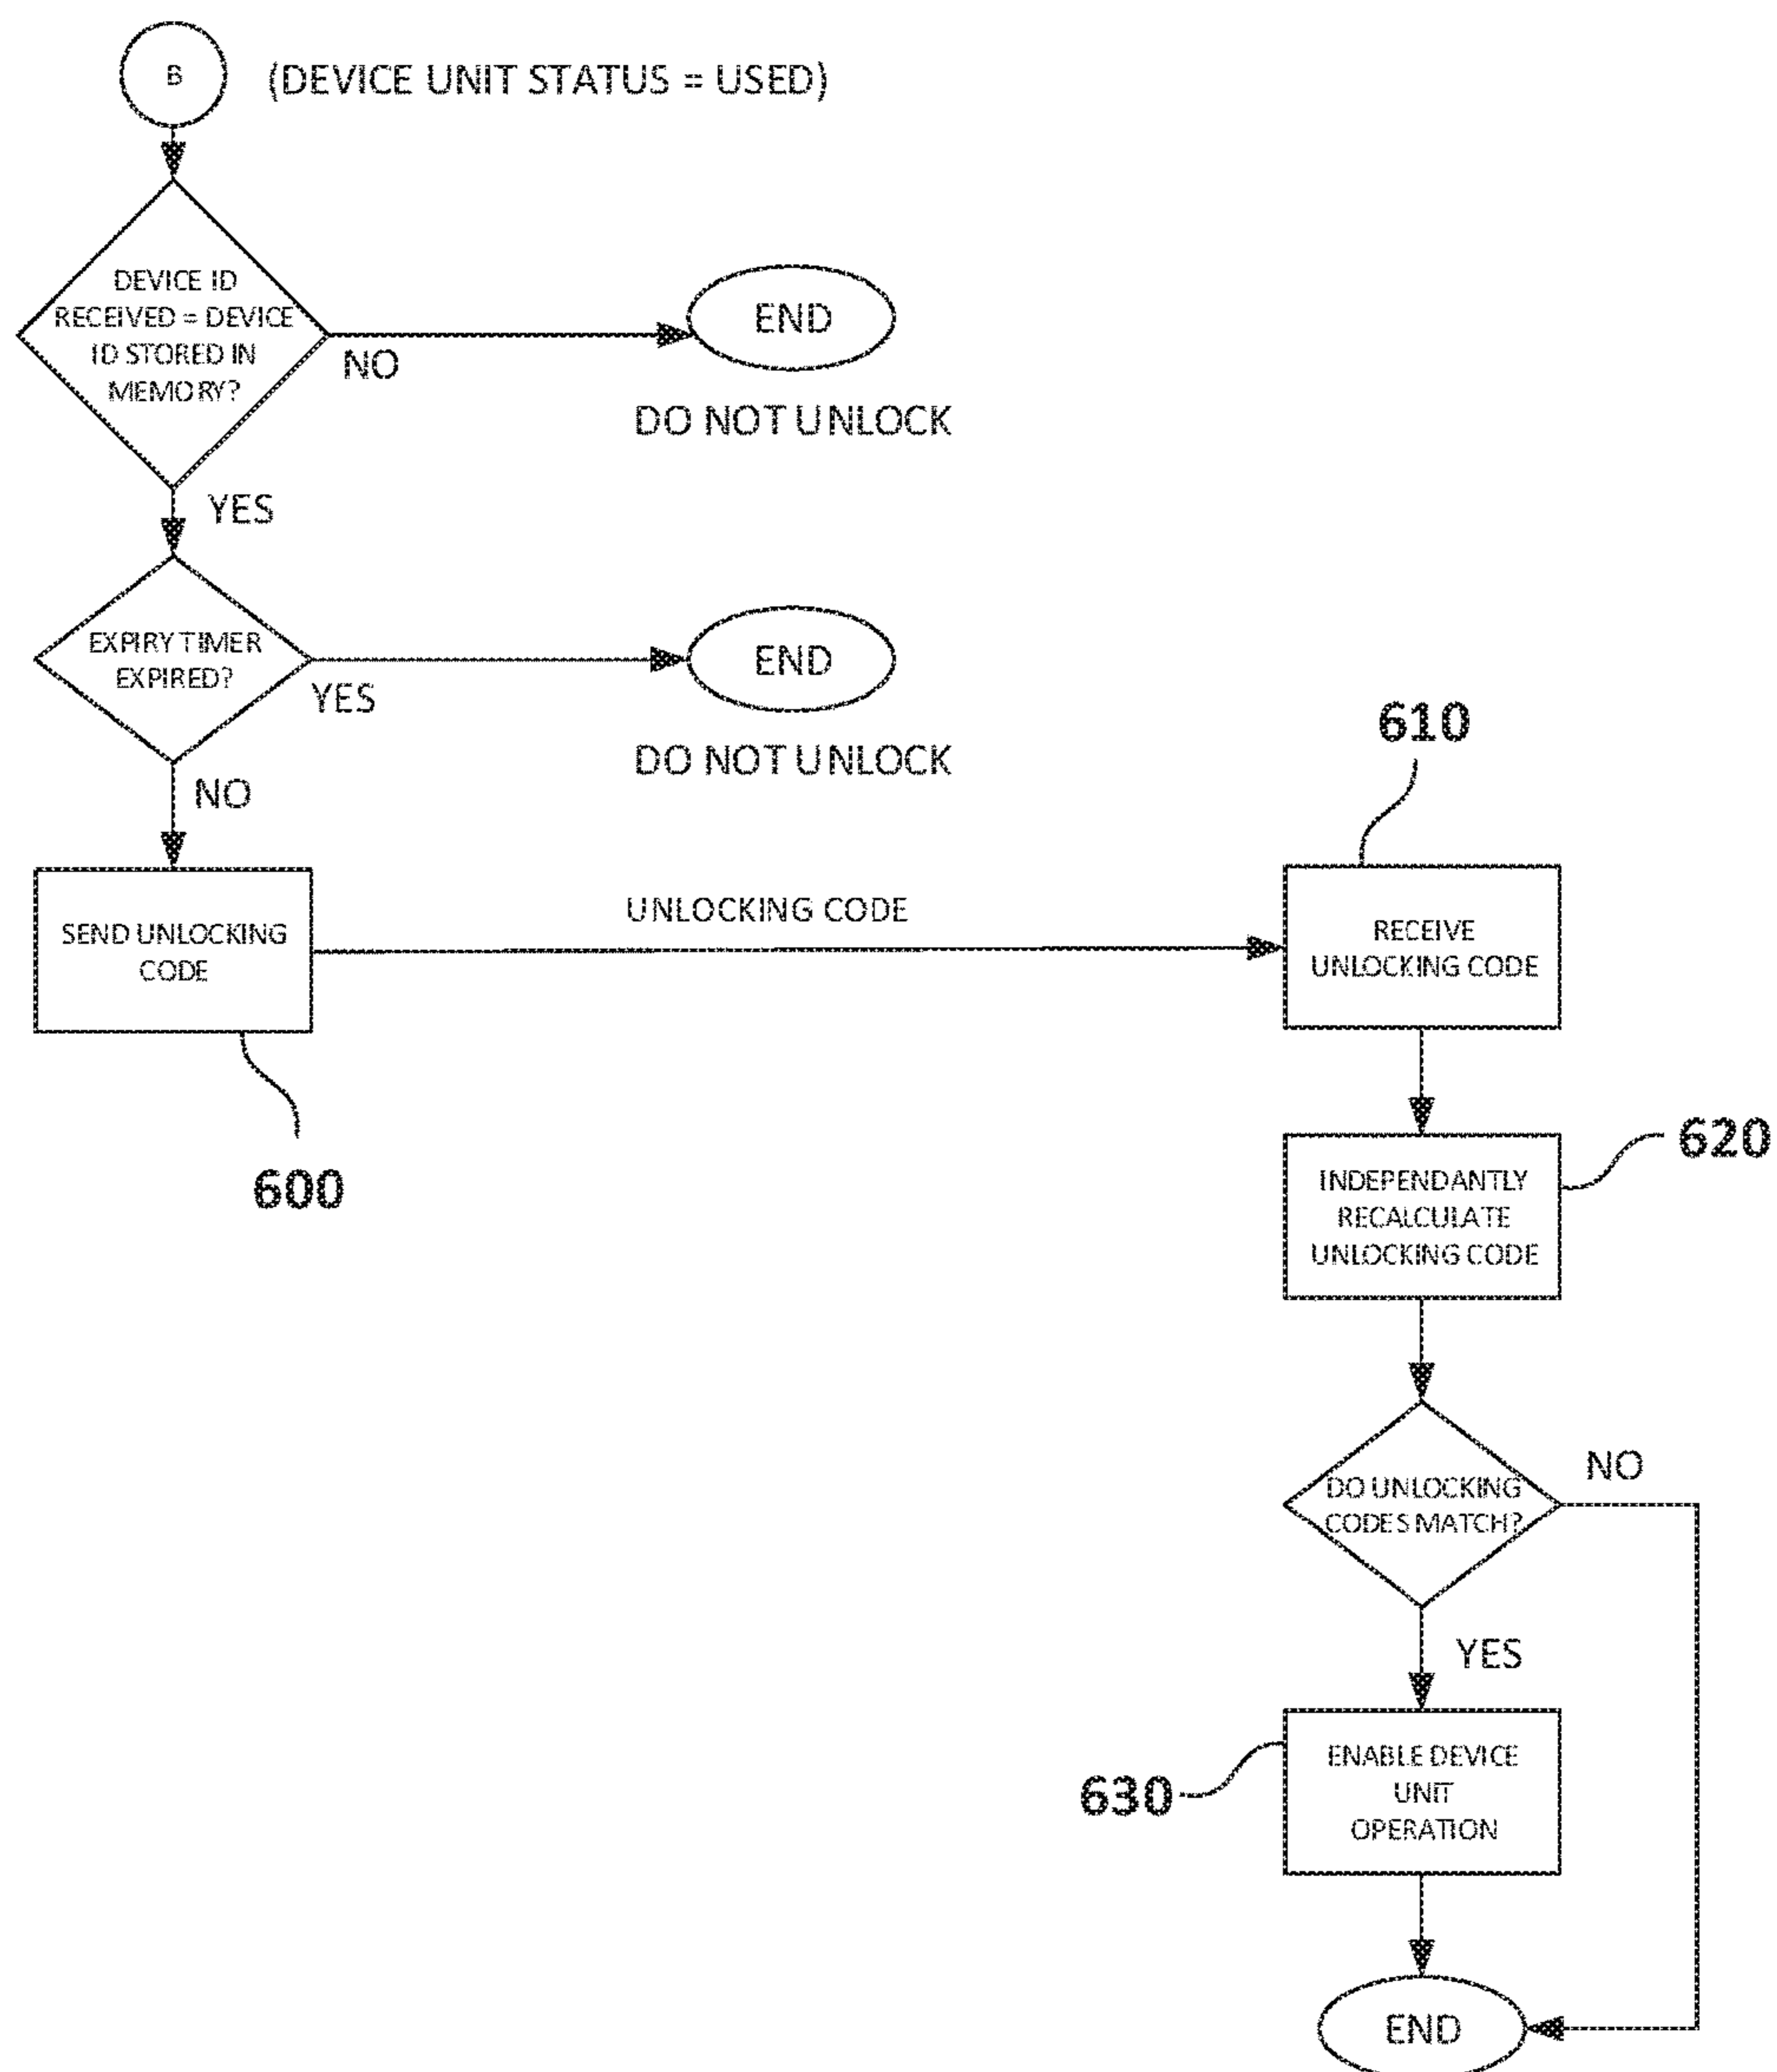 B
(DEVICE UNIT STATUS = USED)
DEVICE ID
RECEIVED = DEVICE
ID STORED IN
MEMORY?
NO
END
DO NOT UNLOCK
YES
EXPIRY TIMER
EXPIRED?
YES
END
DO NOT UNLOCK
NO
SEND UNLOCKING
CODE
600
UNLOCKING CODE
610
RECEIVE
UNLOCKING CODE
620
INDEPENDANTLY
RECALCULATE
UNLOCKING CODE
DO UNLOCKING
CODES MATCH?
NO
YES
630
ENABLE DEVICE
UNIT
OPERATION
END